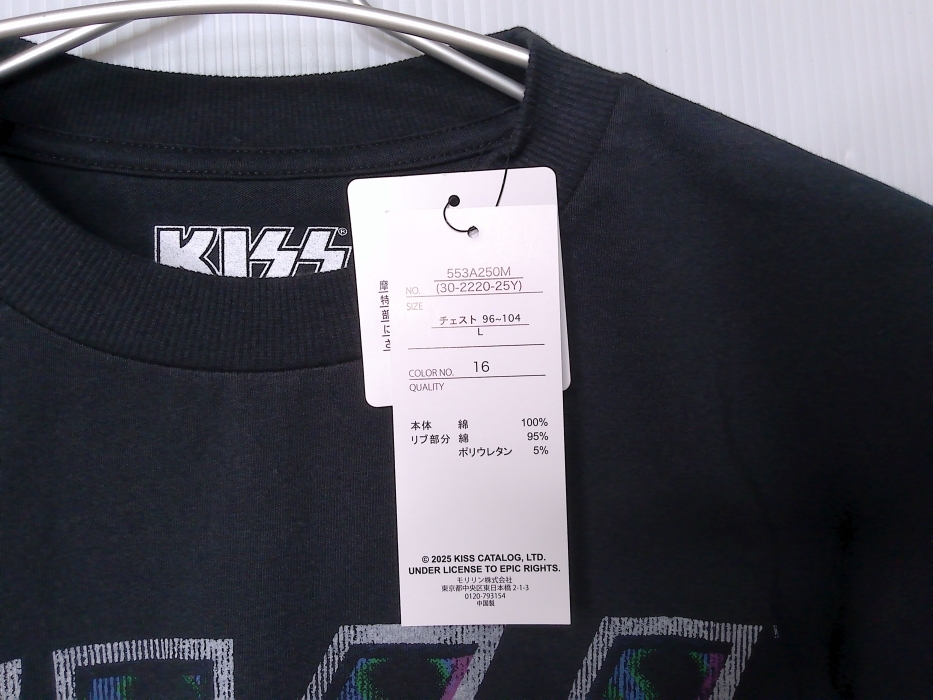 KISS®
摩
特
部
に
さ
553A250M
NO. (30-2220-25Y)
SIZE
チェスト 96~104
L
COLOR NO. 16
QUALITY
本体 綿 100%
リブ部分 綿 95%
ポリウレタン 5%
© 2025 KISS CATALOG, LTD.
UNDER LICENSE TO EPIC RIGHTS.
モリリン株式会社
東京都中央区東日本橋 2-1-3
0120-793154
中国製